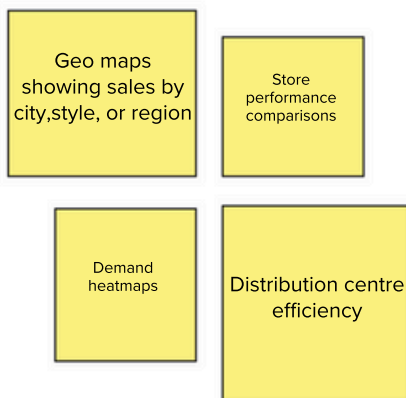 Geo maps
showing sales by
city,style, or region
Store
performance
comparisons
Demand
heatmaps
Distribution centre
efficiency